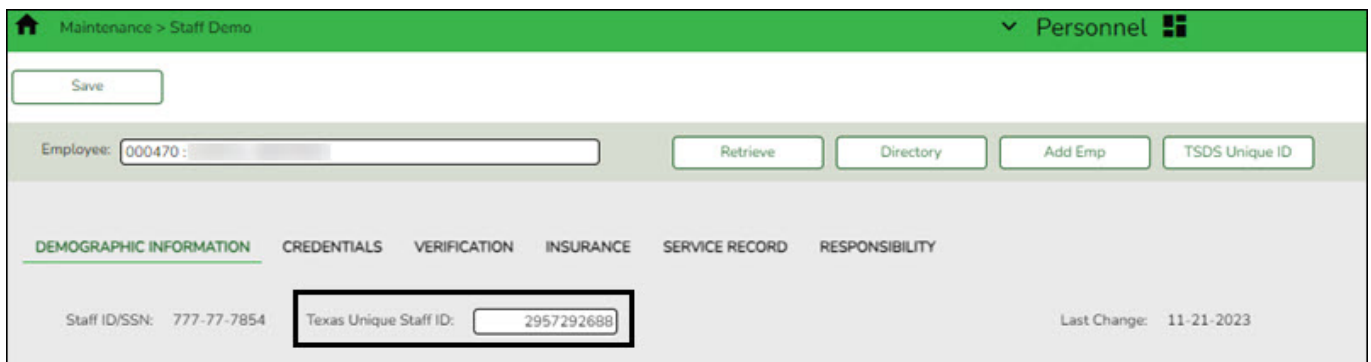 Maintenance > Staff Demo Personnel
Save
Employee: 000470 : Retrieve Directory Add Emp TSDS Unique ID
DEMOGRAPHIC INFORMATION CREDENTIALS VERIFICATION INSURANCE SERVICE RECORD RESPONSIBILITY
Staff ID/SSN: 777-77-7854 Texas Unique Staff ID: 2957292688 Last Change: 11-21-2023